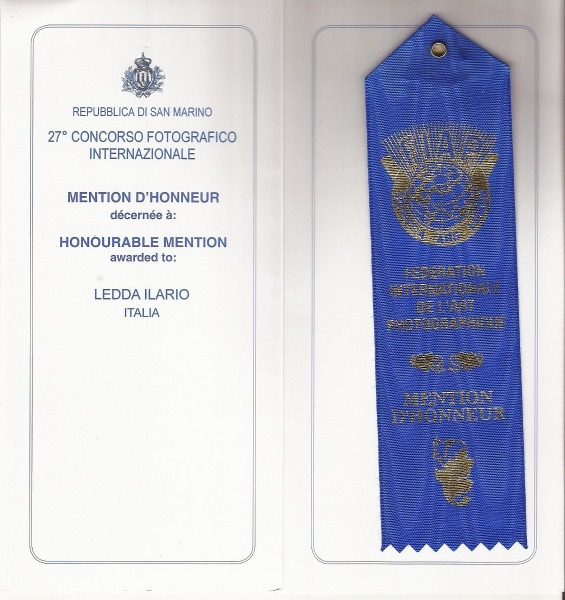 REPUBBLICA DI SAN MARINO
27° CONCORSO FOTOGRAFICO
INTERNAZIONALE
MENTION D'HONNEUR
décernée à:
HONOURABLE MENTION
awarded to:
LEDDA ILARIO
ITALIA
FIAP
FEDERATION
INTERNATIONALE
DE L'ART
PHOTOGRAPHIQUE
MENTION
D'HONNEUR